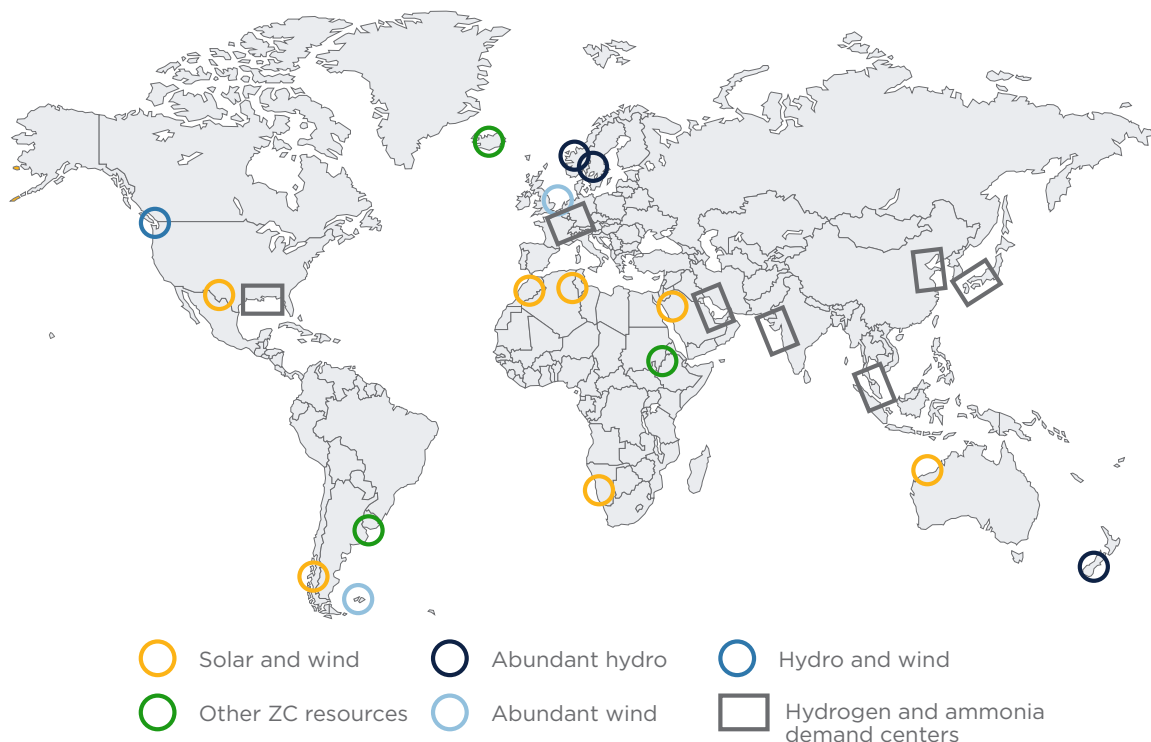 Solar and wind
Abundant hydro
Hydro and wind
Other ZC resources
Abundant wind
Hydrogen and ammonia
demand centers